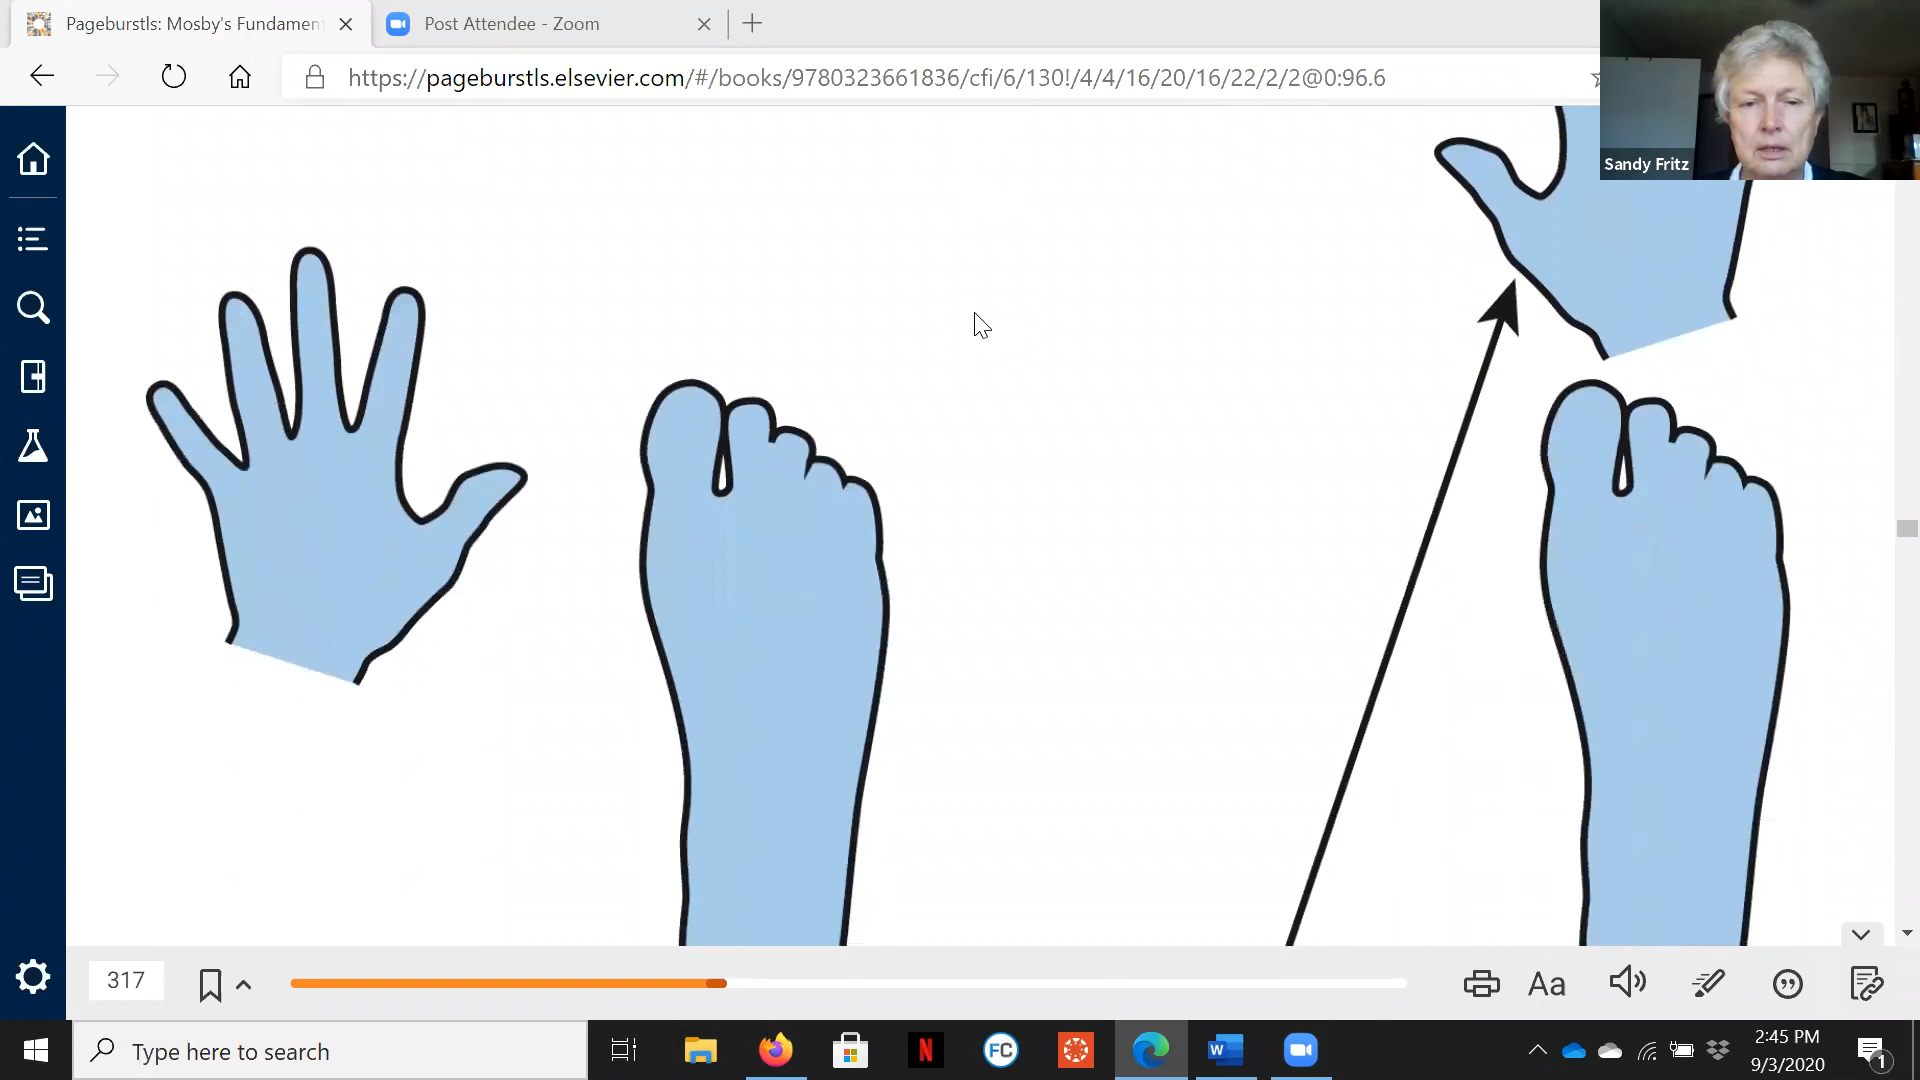 Pageburstls: Mosby's Fundamen
Post Attendee - Zoom
https://pageburstls.elsevier.com/#/books/9780323661836/cfi/6/130!/4/4/16/20/16/22/2/2@0:96.6
Sandy Fritz
317
Aa
Type here to search
N
FC
W
2:45 PM
9/3/2020
1